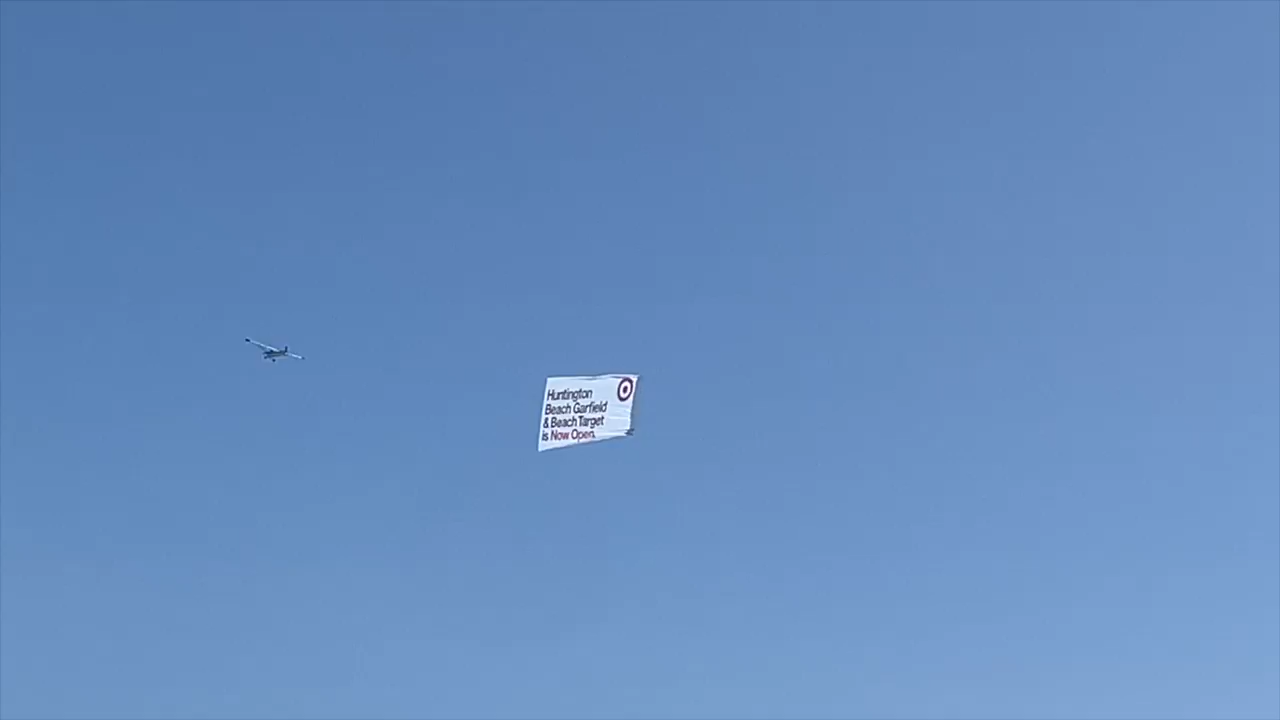 Huntington
Beach Garfield
& Beach Target
is Now Open.